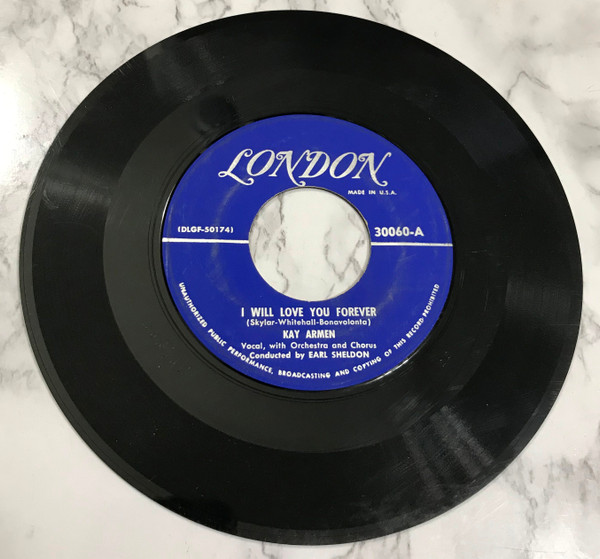 LONDON
MADE IN U.S.A.
(DLGF-50174)
30060-A
I WILL LOVE YOU FOREVER
(Skylar-Whitehall-Bonavolonta)
KAY ARMEN
Vocal, with Orchestra and Chorus
Conducted by EARL SHELDON
UNAUTHORIZED PUBLIC PERFORMANCE, BROADCASTING AND COPYING OF THIS RECORD PROHIBITED